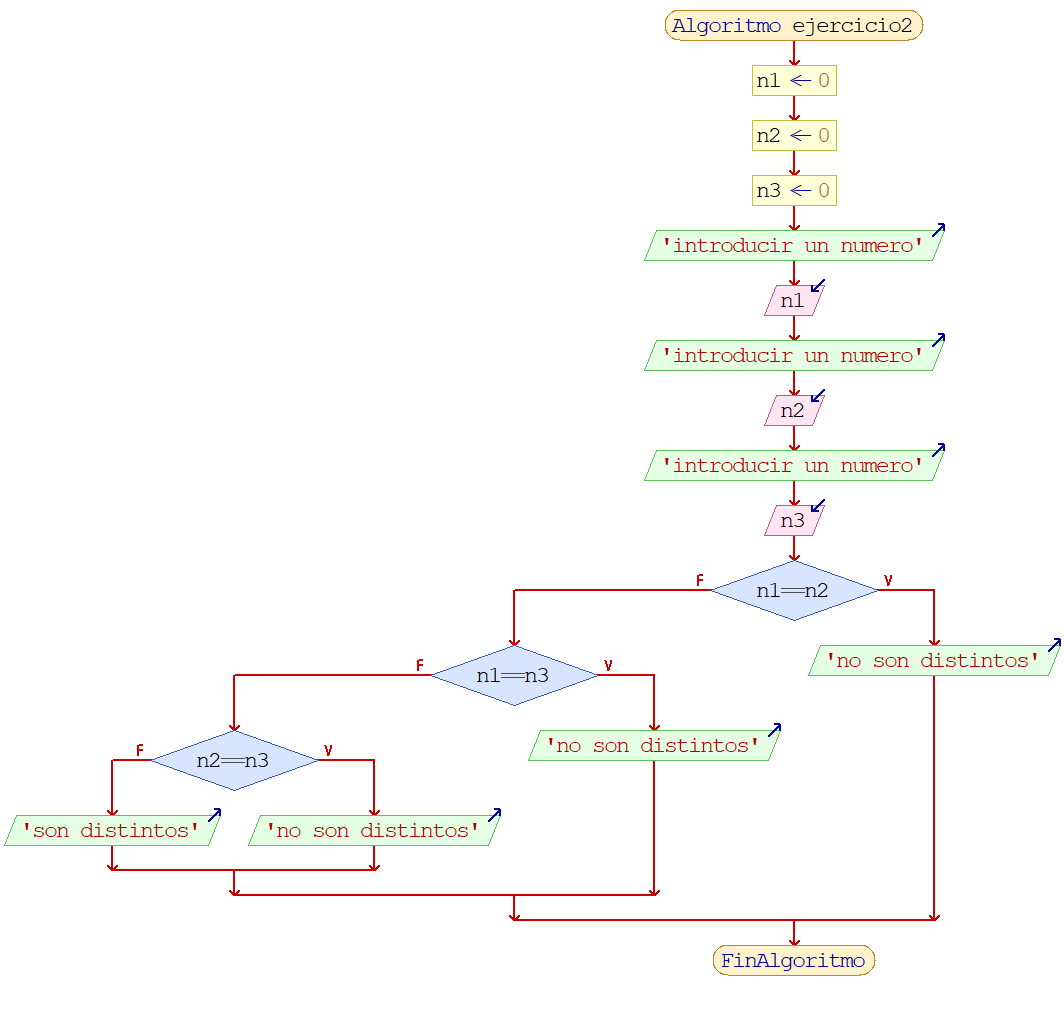 Algoritmo ejercicio2
n1 ← 0
n2 ← 0
n3 ← 0
'introducir un numero'
n1
'introducir un numero'
n2
'introducir un numero'
n3
F n1==n2 V
'no son distintos'
F n1==n3 V
'no son distintos'
F n2==n3 V
'son distintos' 'no son distintos'
FinAlgoritmo